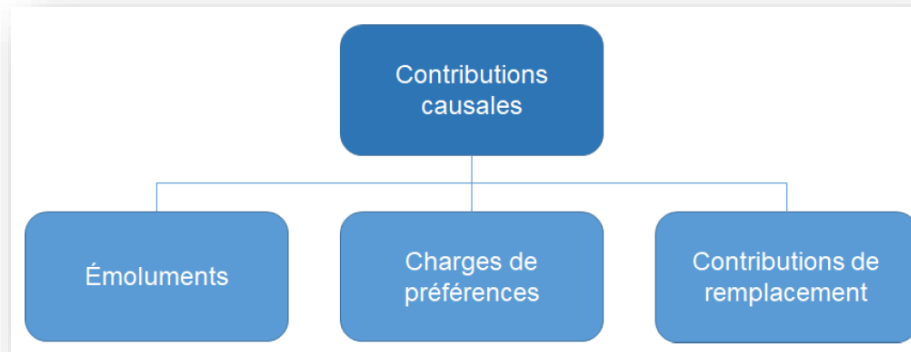 Contributions
causales
Émoluments
Charges de
préférences
Contributions de
remplacement